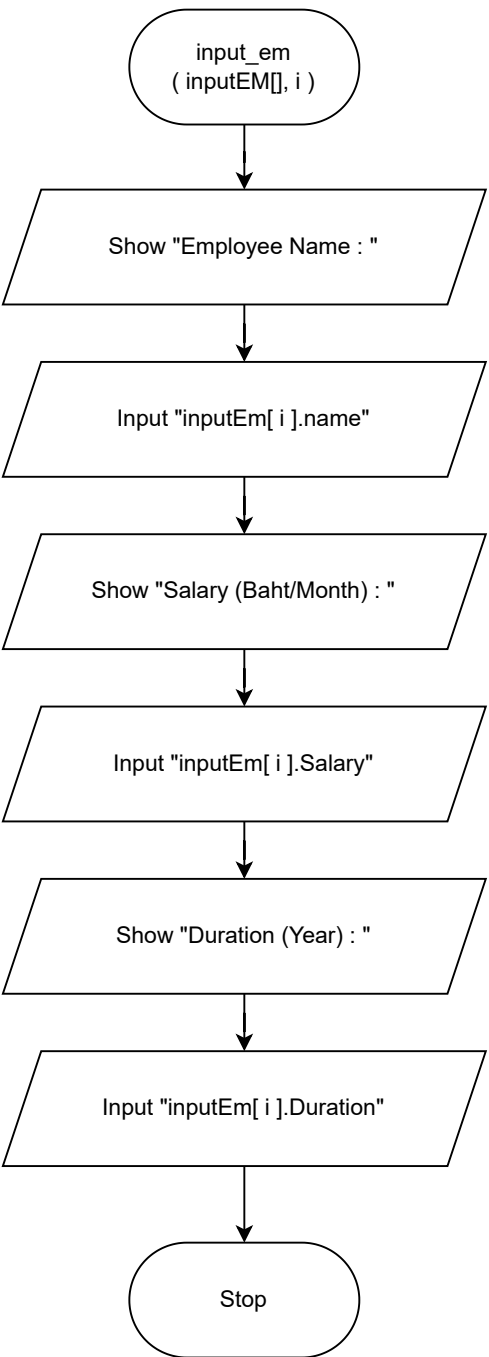 input_em
( inputEM[], i )
Show "Employee Name : "
Input "inputEm[ i ].name"
Show "Salary (Baht/Month) : "
Input "inputEm[ i ].Salary"
Show "Duration (Year) : "
Input "inputEm[ i ].Duration"
Stop